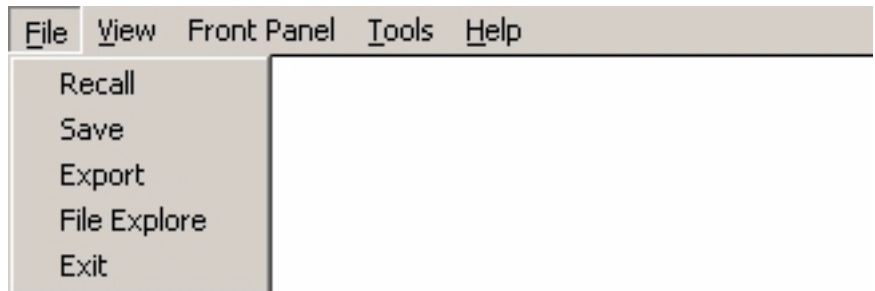 File View Front Panel Tools Help
Recall
Save
Export
File Explore
Exit